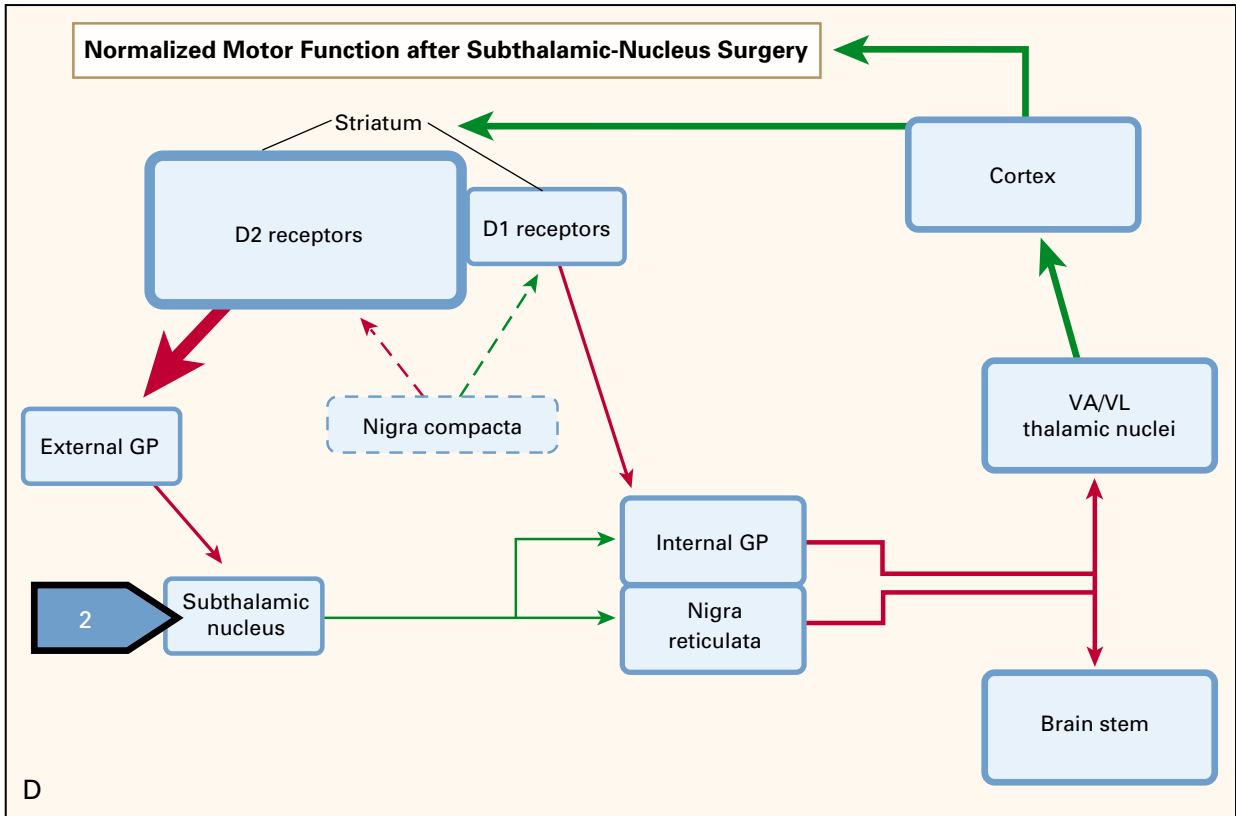 Normalized Motor Function after Subthalamic-Nucleus Surgery
Striatum
Cortex
D2 receptors
D1 receptors
Nigra compacta
VA/VL
thalamic nuclei
External GP
Internal GP
2
Subthalamic
nucleus
Nigra
reticulata
Brain stem
D